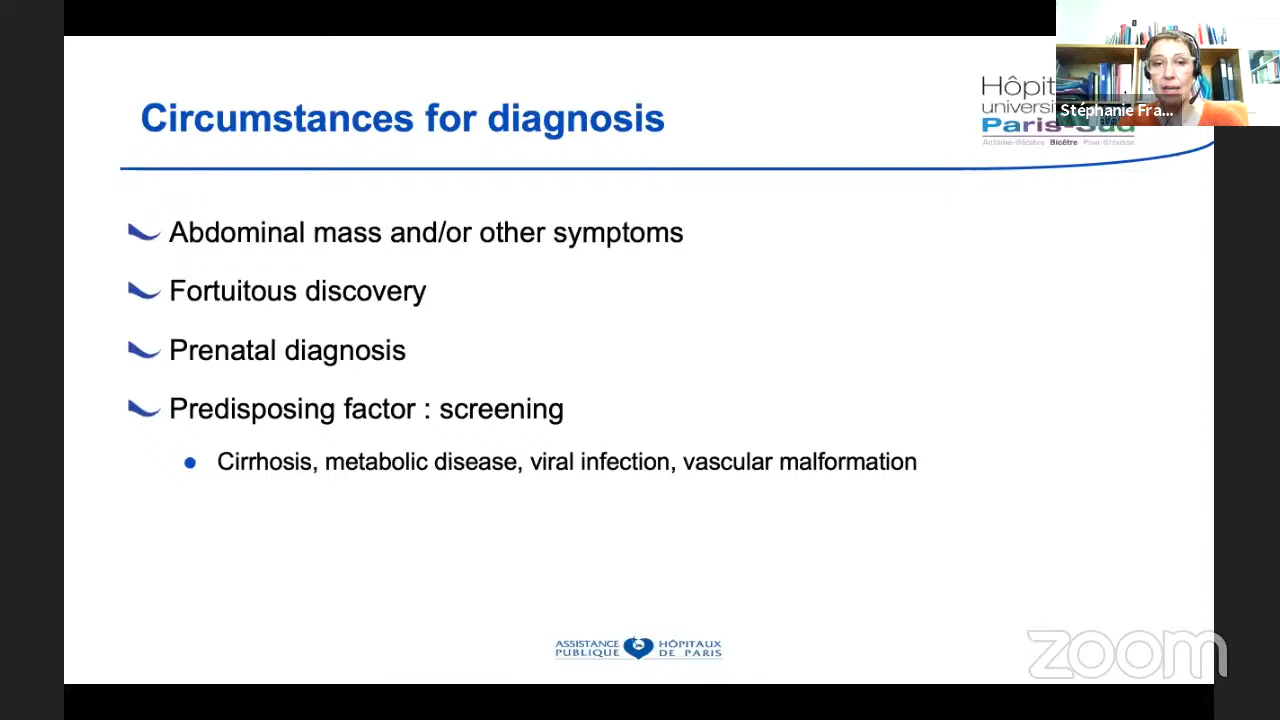 Circumstances for diagnosis
Stéphanie Fra...
Paris-Sud
Antoine-Béclère Bicêtre Paul-Brousse
Abdominal mass and/or other symptoms
Fortuitous discovery
Prenatal diagnosis
Predisposing factor : screening
Cirrhosis, metabolic disease, viral infection, vascular malformation
ASSISTANCE HÔPITAUX
PUBLIQUE DE PARIS
zoom